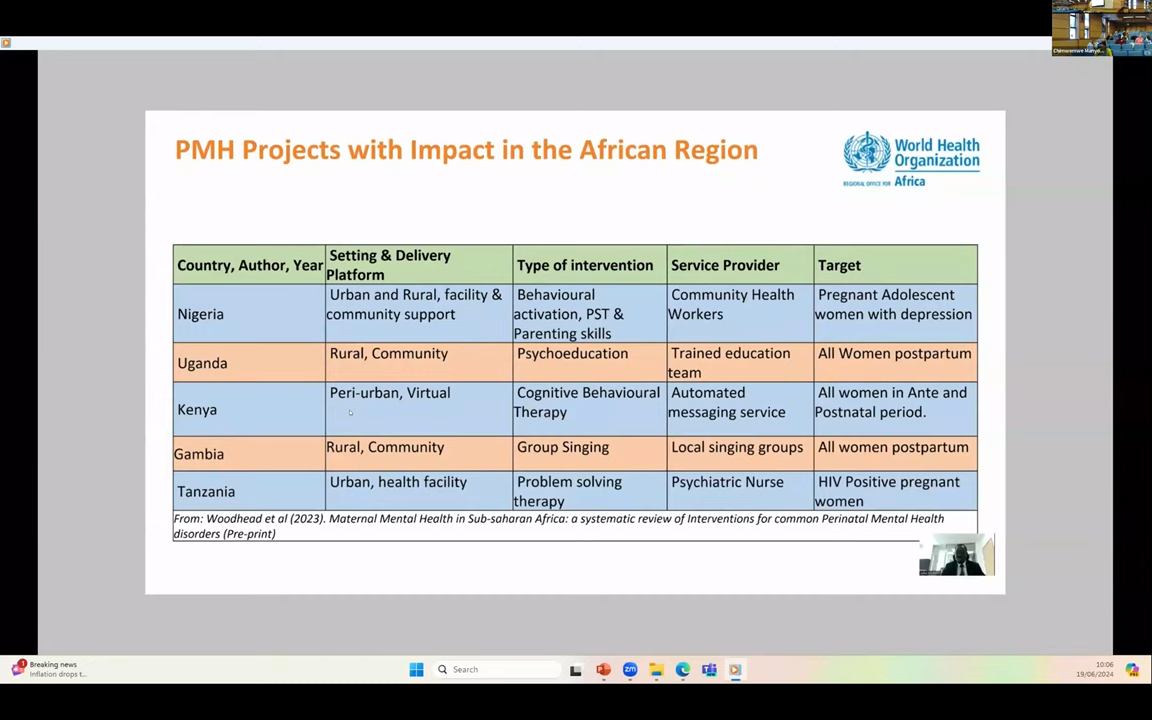 Chimwemwe
PMH Projects with Impact in the African Region
World Health
Organization
REGIONAL OFFICE FOR Africa
Country, Author, Year
Setting & Delivery
Platform
Type of intervention
Service Provider
Target
Nigeria
Urban and Rural, facility &
community support
Behavioural
activation, PST &
Parenting skills
Community Health
Workers
Pregnant Adolescent
women with depression
Uganda
Rural, Community
Psychoeducation
Trained education
team
All Women postpartum
Kenya
Peri-urban, Virtual
Cognitive Behavioural
Therapy
Automated
messaging service
All women in Ante and
Postnatal period.
Gambia
Rural, Community
Group Singing
Local singing groups
All women postpartum
Tanzania
Urban, health facility
Problem solving
therapy
Psychiatric Nurse
HIV Positive pregnant
women
From: Woodhead et al (2023). Maternal Mental Health in Sub-saharan Africa: a systematic review of Interventions for common Perinatal Mental Health
disorders (Pre-print)
1
Breaking news
Inflation drops t...
Search
10:06
19/06/2024